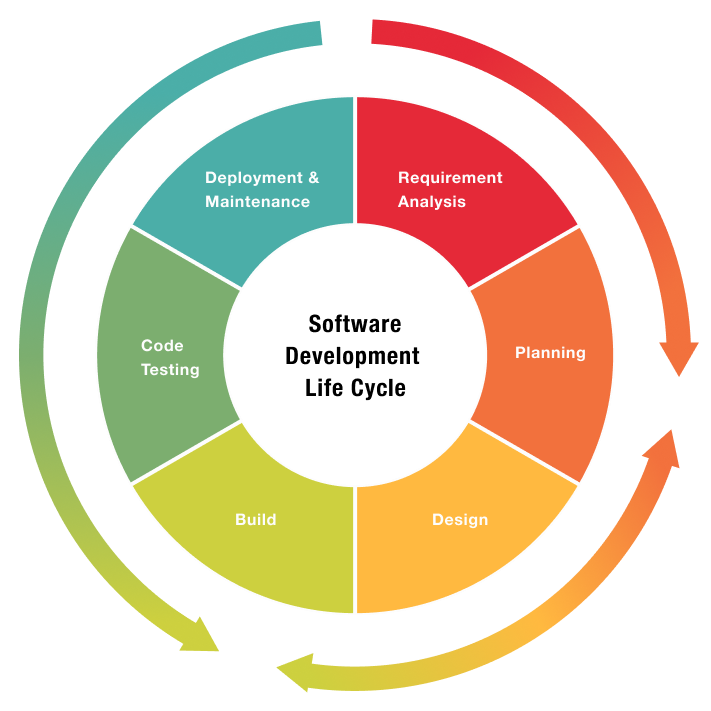 Deployment &
Maintenance
Requirement
Analysis
Software
Development
Life Cycle
Code
Testing
Planning
Build
Design